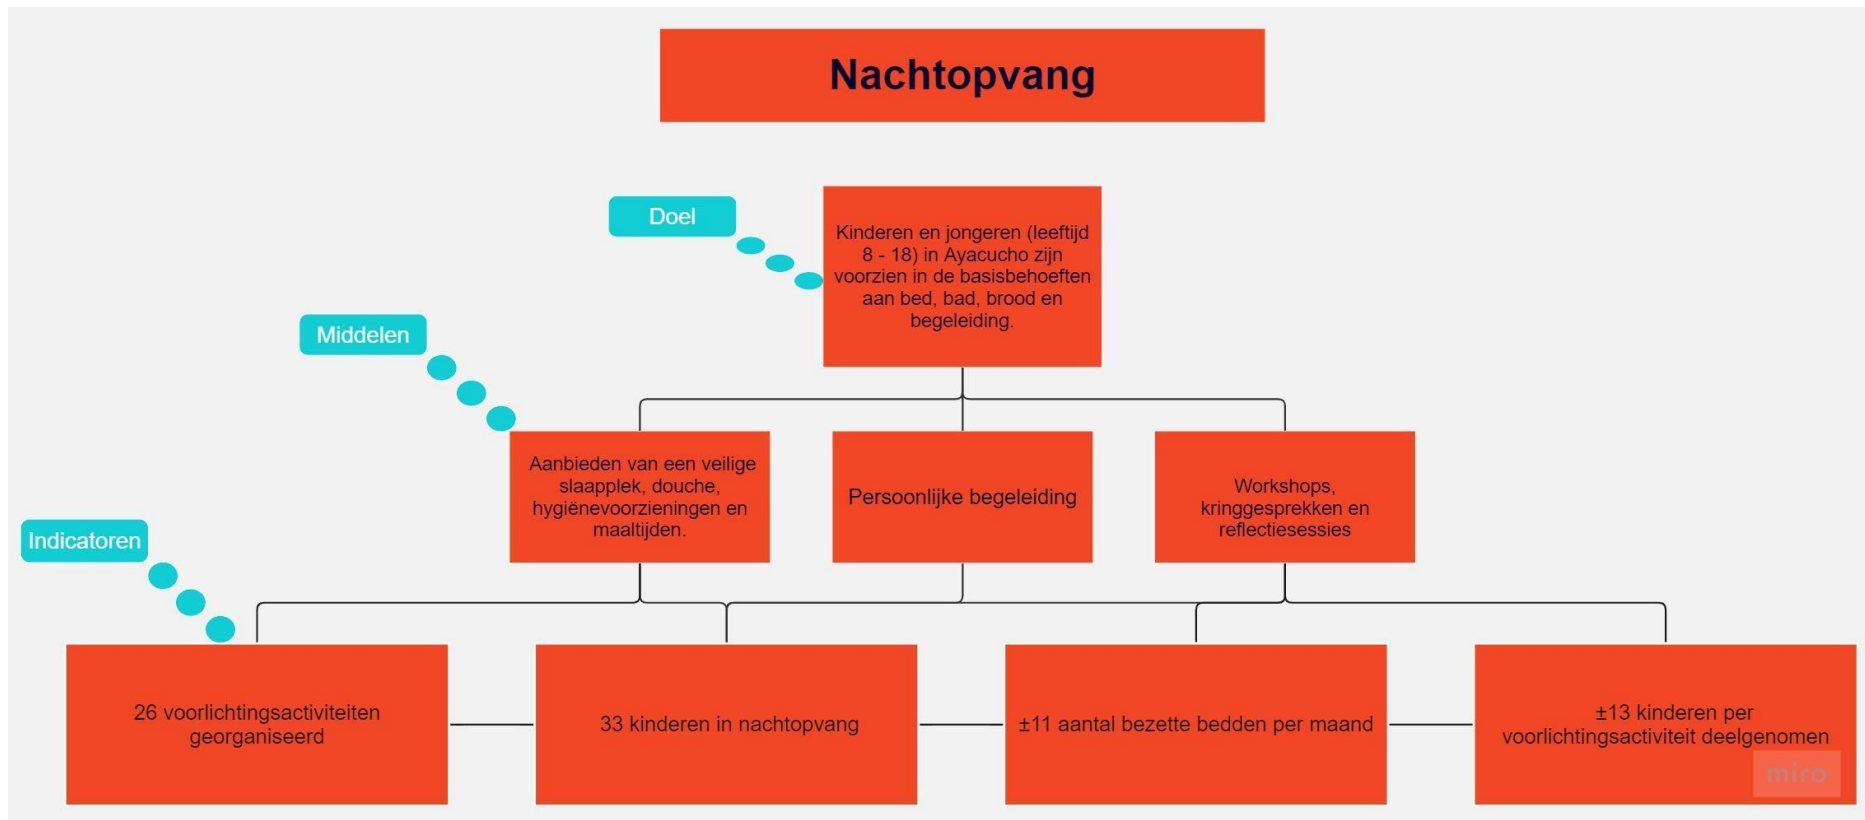 Nachtopvang
Doel
Kinderen en jongeren (leeftijd
8 - 18) in Ayacucho zijn
voorzien in de basisbehoeften
aan bed, bad, brood en
begeleiding.
Middelen
Aanbieden van een veilige
slaapplek, douche,
hygiënevoorzieningen en
maaltijden.
Persoonlijke begeleiding
Workshops,
kringgesprekken en
reflectiesessies
Indicatoren
26 voorlichtingsactiviteiten
georganiseerd
33 kinderen in nachtopvang
±11 aantal bezette bedden per maand
±13 kinderen per
voorlichtingsactiviteit deelgenomen
miro